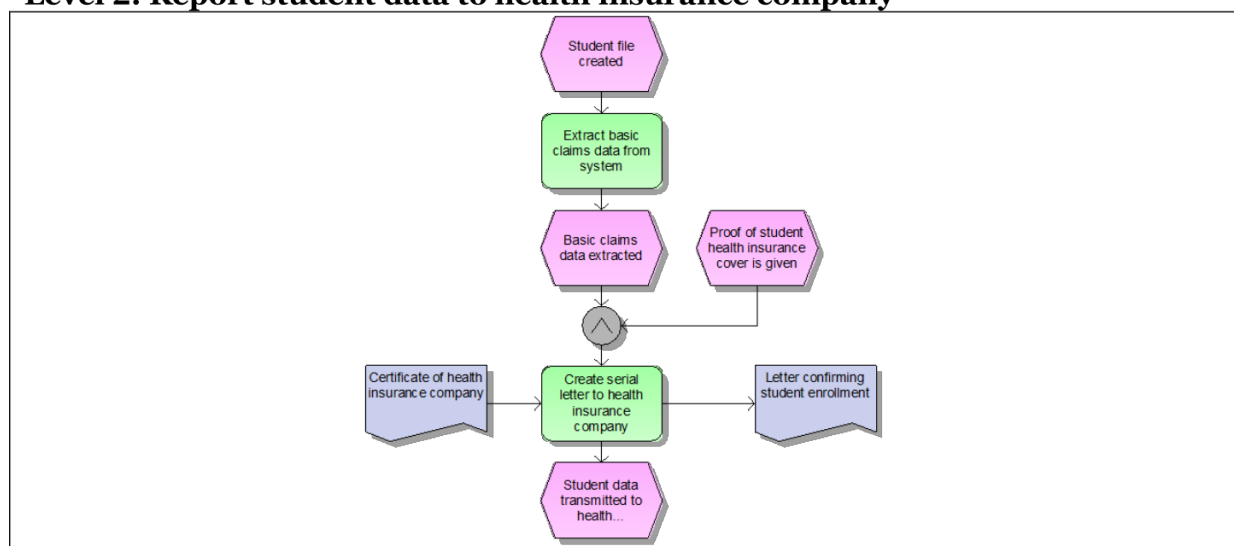 Level 2: Report student data to health insurance company
Student file
created
Extract basic
claims data from
system
Basic claims
data extracted
Proof of student
health insurance
cover is given
Certificate of health
insurance company
Create serial
letter to health
insurance
company
Letter confirming
student enrollment
Student data
transmitted to
health...